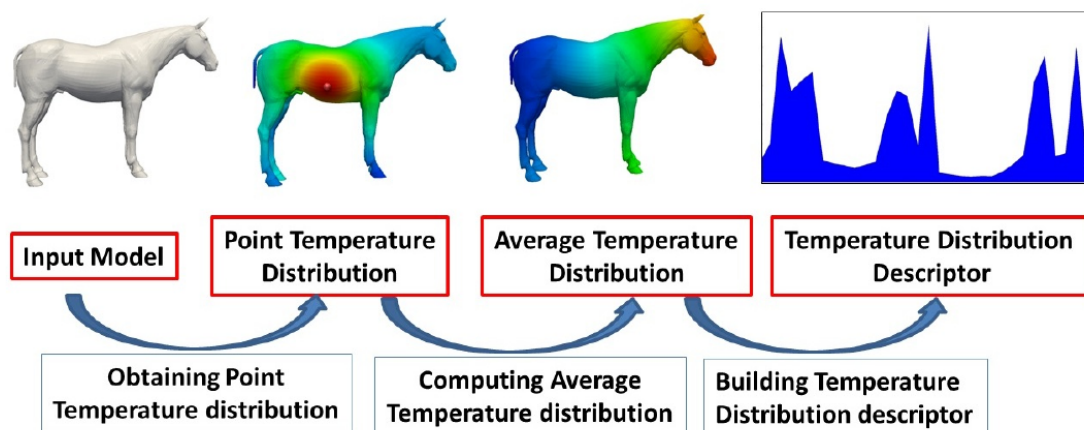 Input Model
Point Temperature
Distribution
Average Temperature
Distribution
Temperature Distribution
Descriptor
Obtaining Point
Temperature distribution
Computing Average
Temperature distribution
Building Temperature
Distribution descriptor